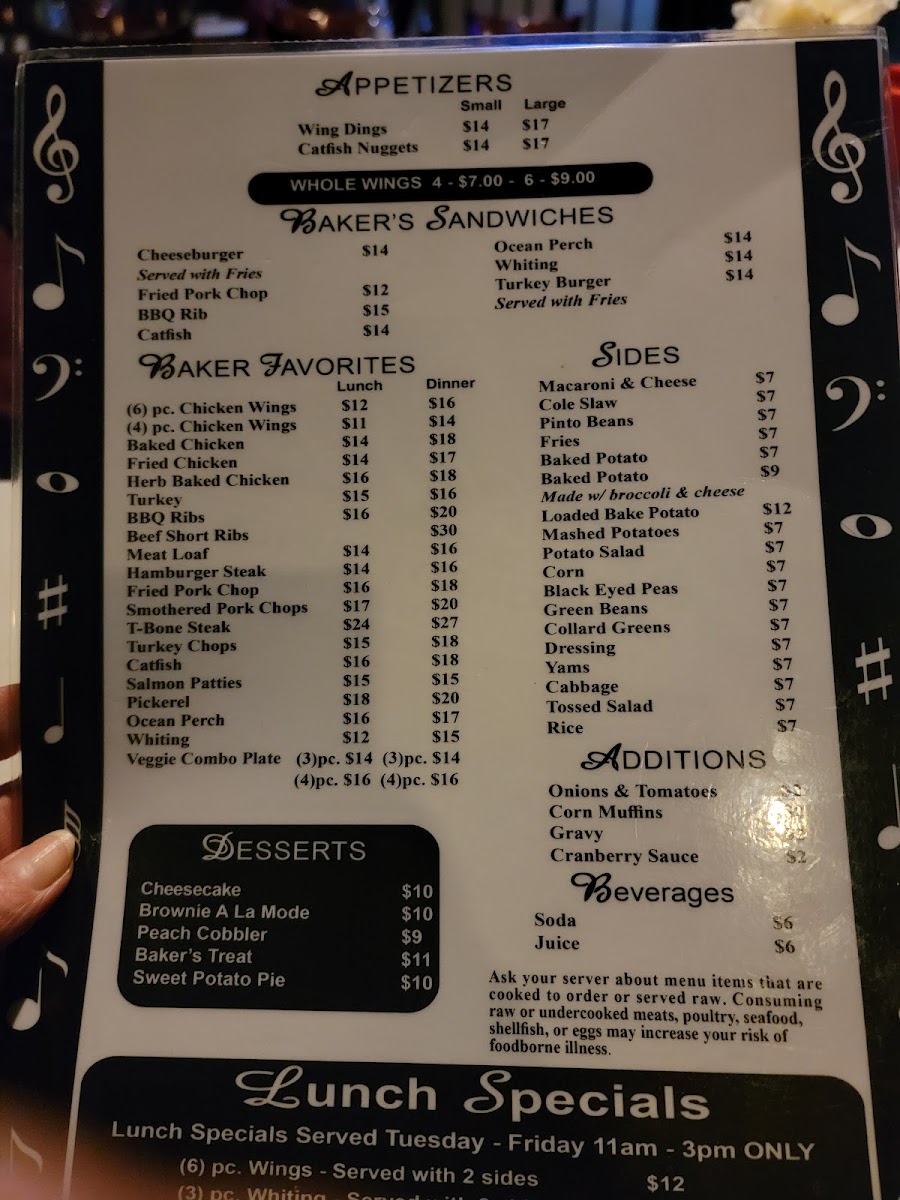 APPETIZERS
Small Large
Wing Dings $14 $17
Catfish Nuggets $14 $17
WHOLE WINGS 4 - $7.00 - 6 - $9.00
BAKER'S SANDWICHES
Cheeseburger $14
Served with Fries
Fried Pork Chop $12
BBQ Rib $15
Catfish $14
Ocean Perch $14
Whiting $14
Turkey Burger $14
Served with Fries
BAKER FAVORITES
Lunch Dinner
(6) pc. Chicken Wings $12 $16
(4) pc. Chicken Wings $11 $14
Baked Chicken $14 $18
Fried Chicken $14 $17
Herb Baked Chicken $16 $18
Turkey $15 $16
BBQ Ribs $16 $20
Beef Short Ribs $30
Meat Loaf $14 $16
Hamburger Steak $14 $16
Fried Pork Chop $16 $18
Smothered Pork Chops $17 $20
T-Bone Steak $24 $27
Turkey Chops $15 $18
Catfish $16 $18
Salmon Patties $15 $15
Pickerel $18 $20
Ocean Perch $16 $17
Whiting $12 $15
Veggie Combo Plate (3)pc. $14 (3)pc. $14
(4)pc. $16 (4)pc. $16
SIDES
Macaroni & Cheese $7
Cole Slaw $7
Pinto Beans $7
Fries $7
Baked Potato $7
Baked Potato $9
Made w/ broccoli & cheese
Loaded Bake Potato $12
Mashed Potatoes $7
Potato Salad $7
Corn $7
Black Eyed Peas $7
Green Beans $7
Collard Greens $7
Dressing $7
Yams $7
Cabbage $7
Tossed Salad $7
Rice $7
ADDITIONS
Onions & Tomatoes $2
Corn Muffins
Gravy
Cranberry Sauce $2
Beverages
Soda $6
Juice $6
Ask your server about menu items that are
cooked to order or served raw. Consuming
raw or undercooked meats, poultry, seafood,
shellfish, or eggs may increase your risk of
foodborne illness.
DESSERTS
Cheesecake $10
Brownie A La Mode $10
Peach Cobbler $9
Baker's Treat $11
Sweet Potato Pie $10
Lunch Specials
Lunch Specials Served Tuesday - Friday 11am - 3pm ONLY
(6) pc. Wings - Served with 2 sides $12
(3) pc. Whiting - Served with